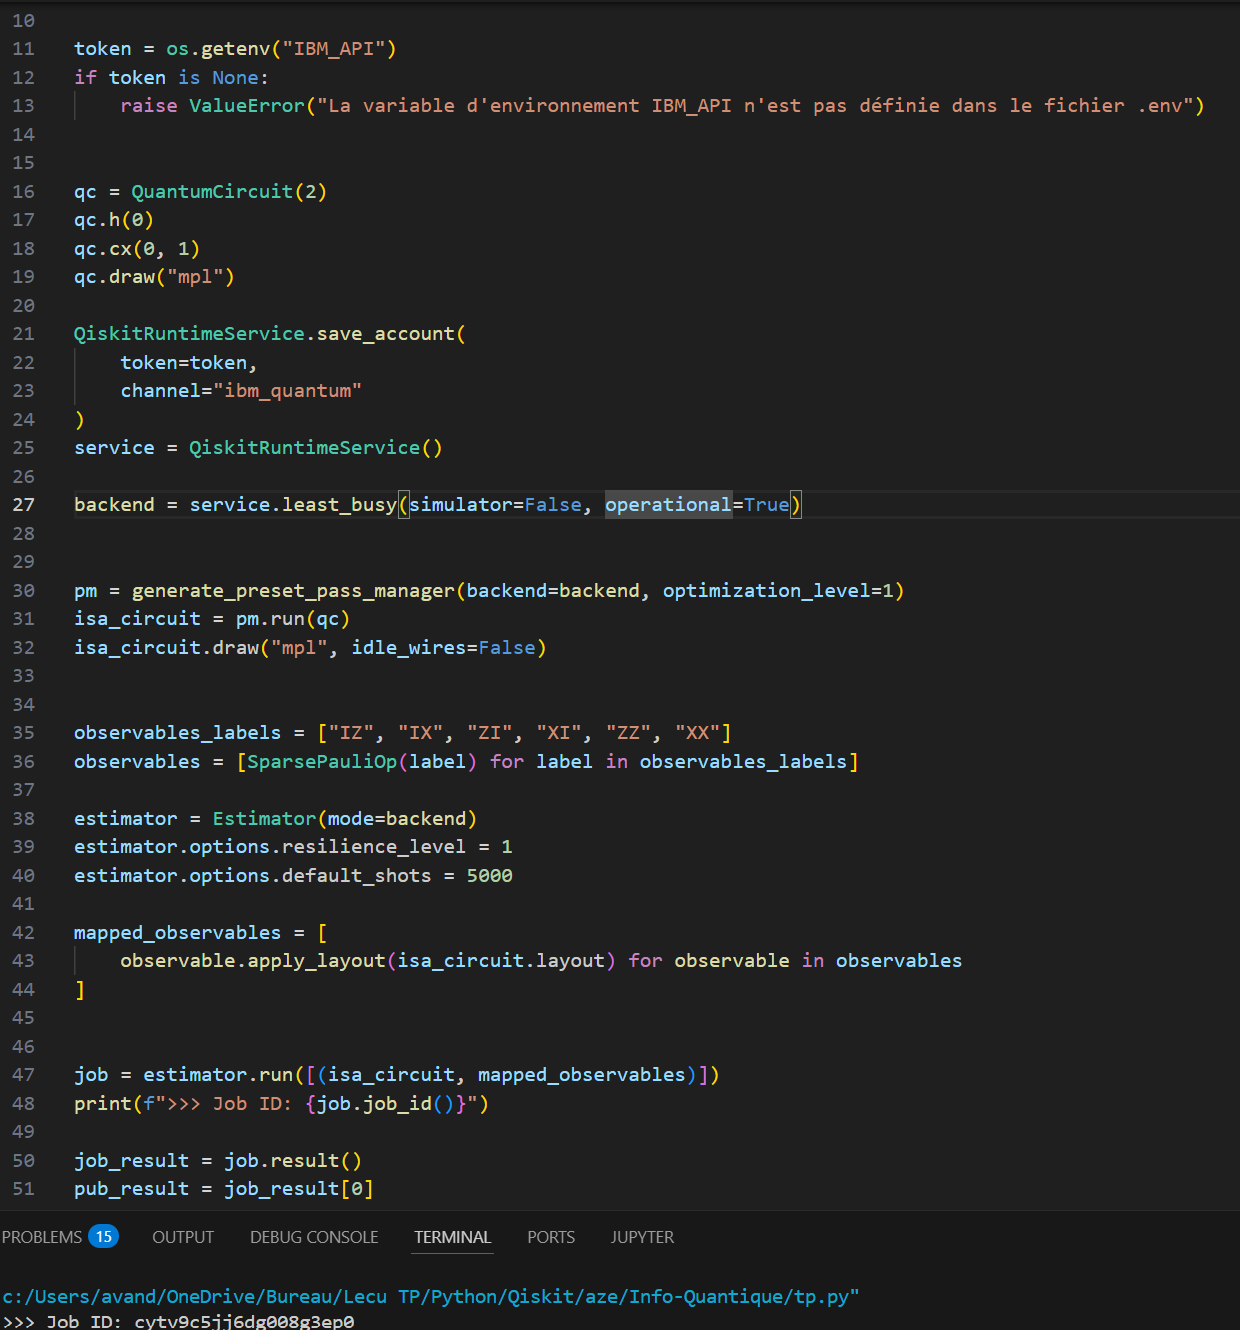 10
11 token = os.getenv("IBM_API")
12 if token is None:
13     raise ValueError("La variable d'environnement IBM_API n'est pas définie dans le fichier .env")
14
15
16 qc = QuantumCircuit(2)
17 qc.h(0)
18 qc.cx(0, 1)
19 qc.draw("mpl")
20
21 QiskitRuntimeService.save_account(
22     token=token,
23     channel="ibm_quantum"
24 )
25 service = QiskitRuntimeService()
26
27 backend = service.least_busy(simulator=False, operational=True)
28
29
30 pm = generate_preset_pass_manager(backend=backend, optimization_level=1)
31 isa_circuit = pm.run(qc)
32 isa_circuit.draw("mpl", idle_wires=False)
33
34
35 observables_labels = ["IZ", "IX", "ZI", "XI", "ZZ", "XX"]
36 observables = [SparsePauliOp(label) for label in observables_labels]
37
38 estimator = Estimator(mode=backend)
39 estimator.options.resilience_level = 1
40 estimator.options.default_shots = 5000
41
42 mapped_observables = [
43     observable.apply_layout(isa_circuit.layout) for observable in observables
44 ]
45
46
47 job = estimator.run([(isa_circuit, mapped_observables)])
48 print(f">>> Job ID: {job.job_id()}")
49
50 job_result = job.result()
51 pub_result = job_result[0]
PROBLEMS 15 OUTPUT DEBUG CONSOLE TERMINAL PORTS JUPYTER
c:/Users/avand/OneDrive/Bureau/Lecu TP/Python/Qiskit/aze/Info-Quantique/tp.py"
>>> Job ID: cytv9c5jj6dg008g3ep0